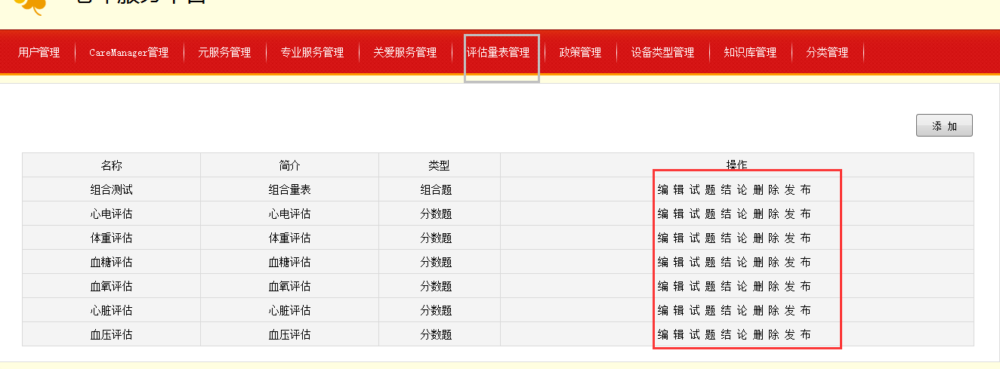 用户管理 CareManager管理 元服务管理 专业服务管理 关爱服务管理 评估量表管理 政策管理 设备类型管理 知识库管理 分类管理
添 加
名称 简介 类型 操作
组合测试 组合量表 组合题 编 辑 试 题 结 论 删 除 发 布
心电评估 心电评估 分数题 编 辑 试 题 结 论 删 除 发 布
体重评估 体重评估 分数题 编 辑 试 题 结 论 删 除 发 布
血糖评估 血糖评估 分数题 编 辑 试 题 结 论 删 除 发 布
血氧评估 血氧评估 分数题 编 辑 试 题 结 论 删 除 发 布
心脏评估 心脏评估 分数题 编 辑 试 题 结 论 删 除 发 布
血压评估 血压评估 分数题 编 辑 试 题 结 论 删 除 发 布